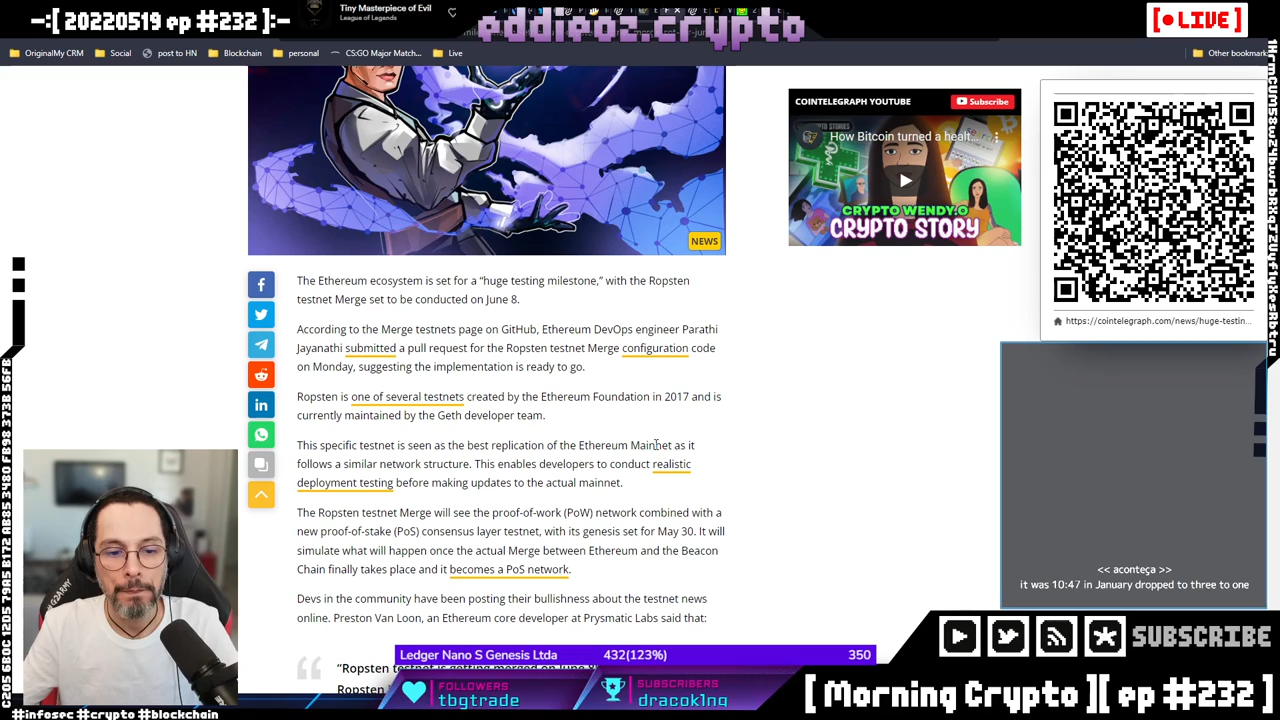 —:[ 20220519 ep #232 ]:—
Tiny Masterpiece of Evil
League of Legends
addie02.crypto
[ ● LIVE ]
OriginalMy CRM
Social
post to HN
Blockchain
personal
CS:GO Major Match...
Live
Other bookmark
COINTELEGRAPH YOUTUBE
Subscribe
How Bitcoin turned a healt...
CRYPTO WENDY.O
CRYPTO STORY
NEWS
The Ethereum ecosystem is set for a “huge testing milestone,” with the Ropsten
testnet Merge set to be conducted on June 8.
According to the Merge testnets page on GitHub, Ethereum DevOps engineer Parathi
Jayanathi submitted a pull request for the Ropsten testnet Merge configuration code
on Monday, suggesting the implementation is ready to go.
Ropsten is one of several testnets created by the Ethereum Foundation in 2017 and is
currently maintained by the Geth developer team.
This specific testnet is seen as the best replication of the Ethereum Mainnet as it
follows a similar network structure. This enables developers to conduct realistic
deployment testing before making updates to the actual mainnet.
The Ropsten testnet Merge will see the proof-of-work (PoW) network combined with a
new proof-of-stake (PoS) consensus layer testnet, with its genesis set for May 30. It will
simulate what will happen once the actual Merge between Ethereum and the Beacon
Chain finally takes place and it becomes a PoS network.
Devs in the community have been posting their bullishness about the testnet news
online. Preston Van Loon, an Ethereum core developer at Prysmatic Labs said that:
https://cointelegraph.com/news/huge-testin...
<< aconteça >>
it was 10:47 in January dropped to three to one
Ledger Nano S Genesis Ltda 432(123%) 350
FOLLOWERS
tbgtrade
SUBSCRIBERS
dracok1ng
SUBSCRIBE
[ Morning Crypto ][ ep #232 ]
#infosec #crypto #blockchain